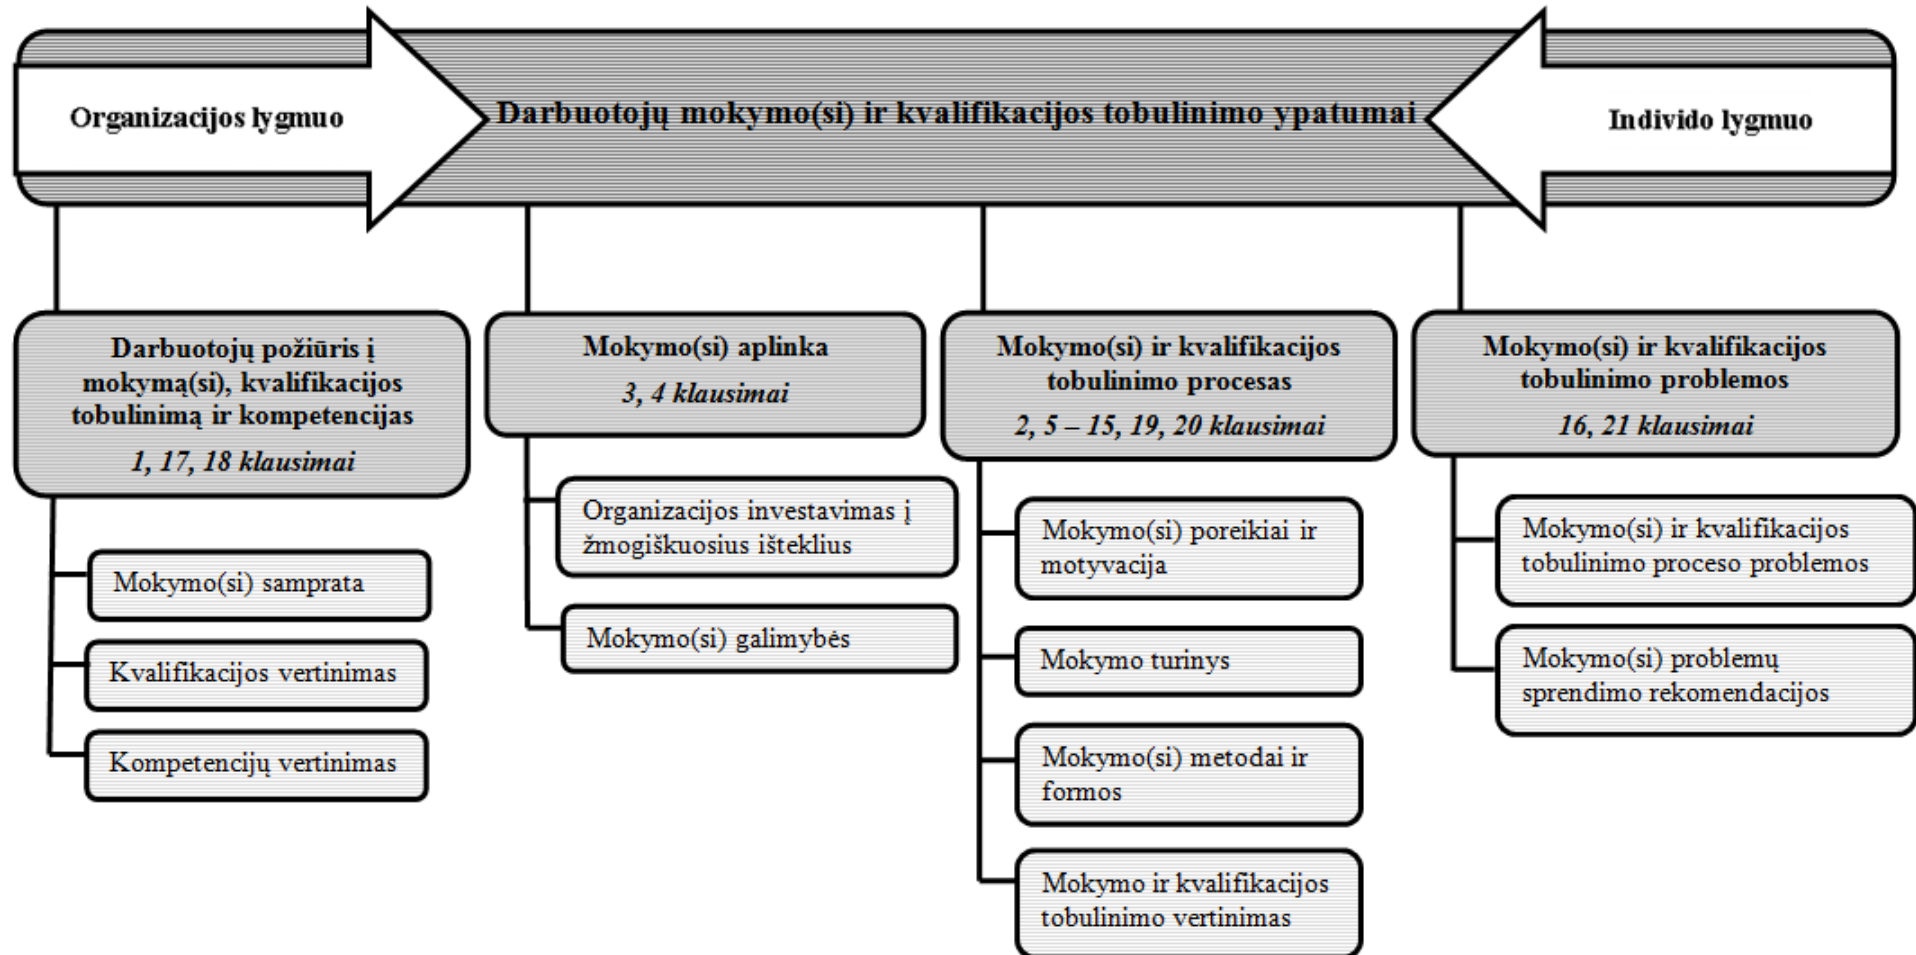 Organizacijos lygmuo
Darbuotojų mokymo(si) ir kvalifikacijos tobulinimo ypatumai
Individo lygmuo
Darbuotojų požiūris į
mokymą(si), kvalifikacijos
tobulinimą ir kompetencijas
1, 17, 18 klausimai
Mokymo(si) samprata
Kvalifikacijos vertinimas
Kompetencijų vertinimas
Mokymo(si) aplinka
3, 4 klausimai
Organizacijos investavimas į
žmogiškuosius išteklius
Mokymo(si) galimybės
Mokymo(si) ir kvalifikacijos
tobulinimo procesas
2, 5 – 15, 19, 20 klausimai
Mokymo(si) poreikiai ir
motyvacija
Mokymo turinys
Mokymo(si) metodai ir
formos
Mokymo ir kvalifikacijos
tobulinimo vertinimas
Mokymo(si) ir kvalifikacijos
tobulinimo problemos
16, 21 klausimai
Mokymo(si) ir kvalifikacijos
tobulinimo proceso problemos
Mokymo(si) problemų
sprendimo rekomendacijos